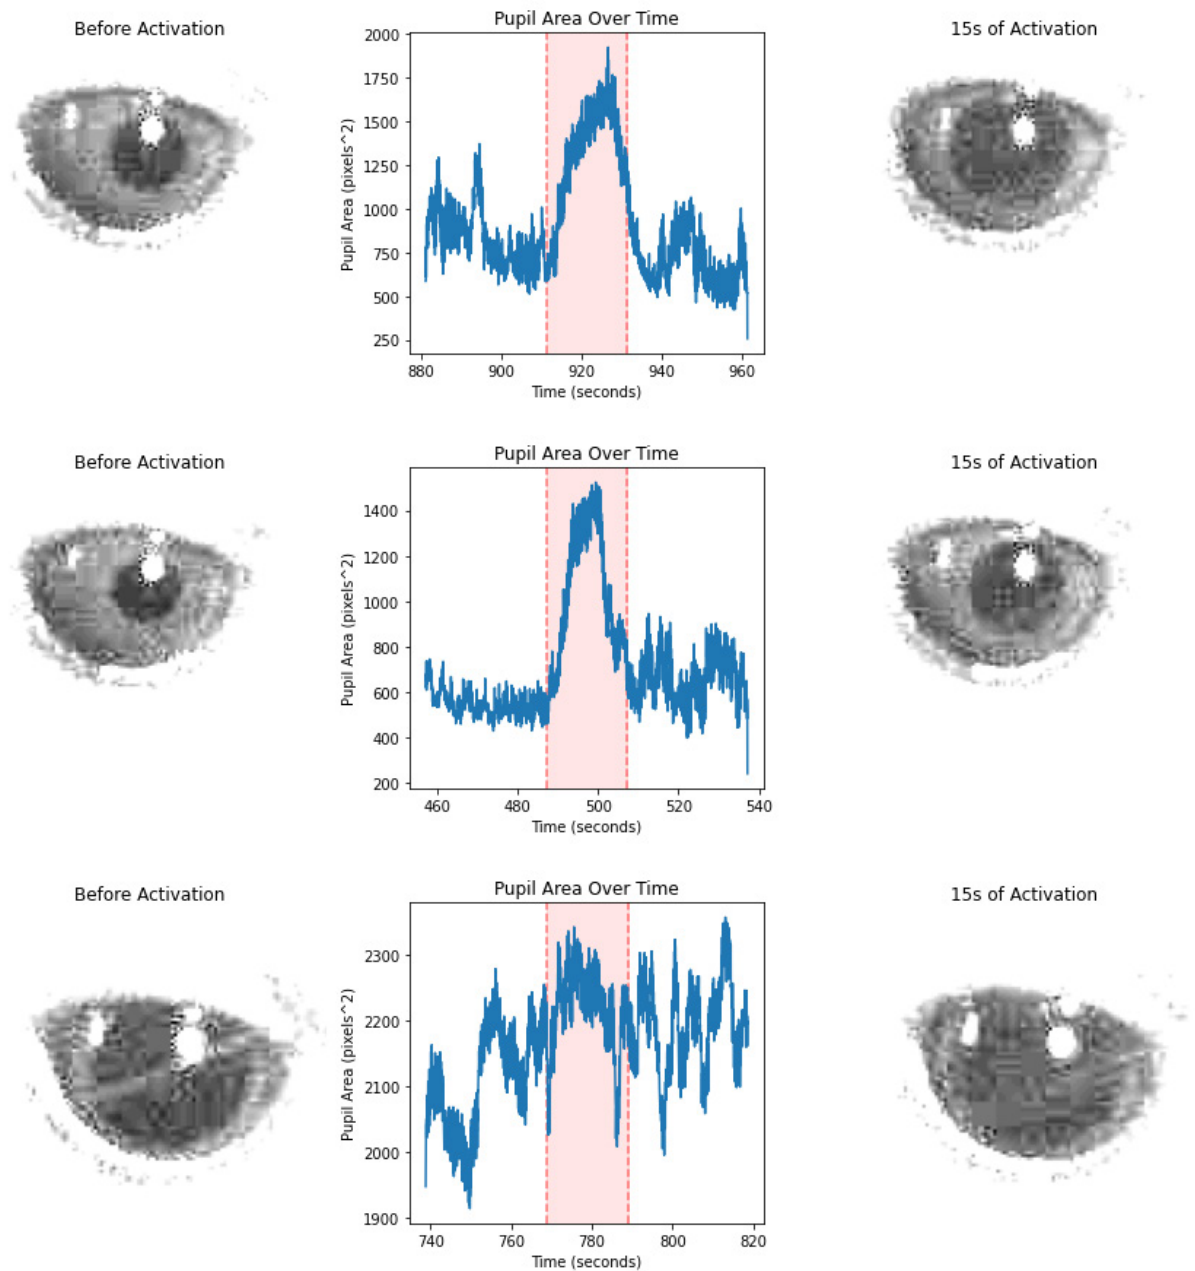 Before Activation
Pupil Area Over Time
15s of Activation
2000
1750
1500
1250
1000
750
500
250
Pupil Area (pixels^2)
880 900 920 940 960
Time (seconds)
Before Activation
Pupil Area Over Time
15s of Activation
1400
1200
1000
800
600
400
200
Pupil Area (pixels^2)
460 480 500 520 540
Time (seconds)
Before Activation
Pupil Area Over Time
15s of Activation
2300
2200
2100
2000
1900
Pupil Area (pixels^2)
740 760 780 800 820
Time (seconds)